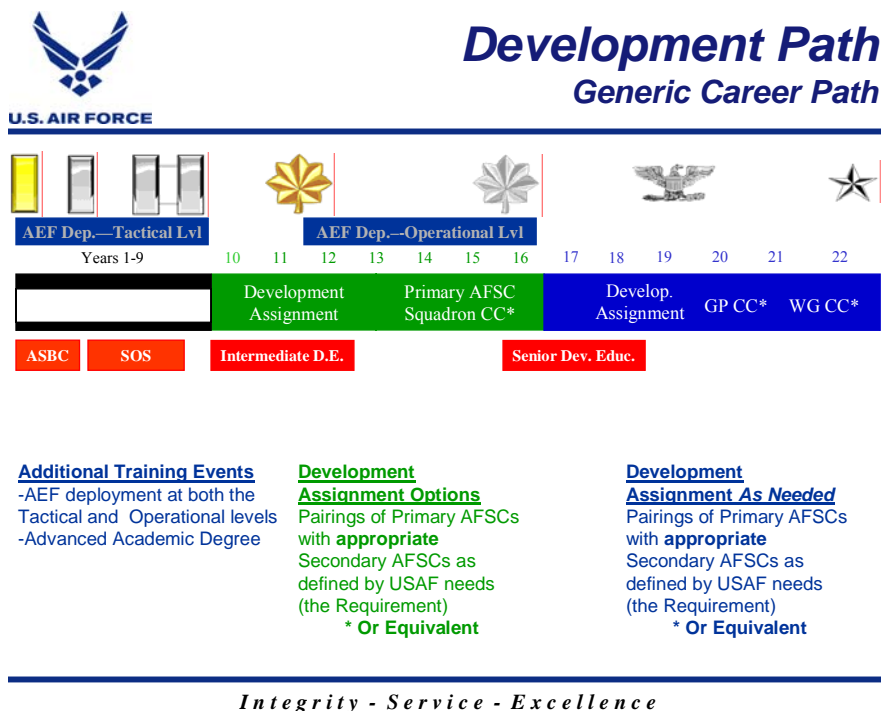 Development Path
Generic Career Path
U.S. AIR FORCE
AEF Dep.—Tactical Lvl
AEF Dep.--Operational Lvl
Years 1-9 10 11 12 13 14 15 16 17 18 19 20 21 22
Development
Assignment
Primary AFSC
Squadron CC*
Develop.
Assignment
GP CC*
WG CC*
ASBC
SOS
Intermediate D.E.
Senior Dev. Educ.
Additional Training Events
-AEF deployment at both the
Tactical and Operational levels
-Advanced Academic Degree
Development
Assignment Options
Pairings of Primary AFSCs
with appropriate
Secondary AFSCs as
defined by USAF needs
(the Requirement)
* Or Equivalent
Development
Assignment As Needed
Pairings of Primary AFSCs
with appropriate
Secondary AFSCs as
defined by USAF needs
(the Requirement)
* Or Equivalent
Integrity - Service - Excellence